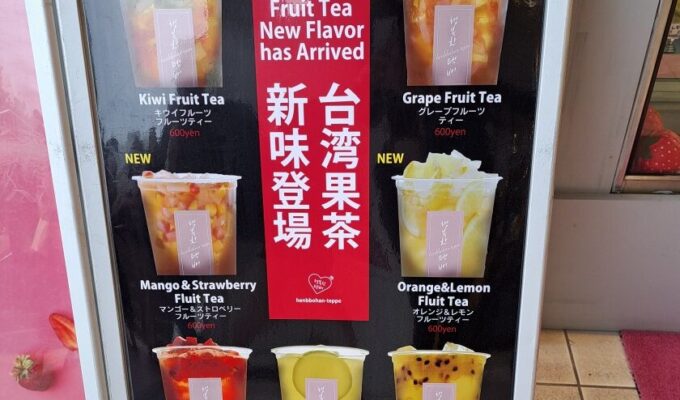 Fruit Tea
New Flavor
has Arrived
台湾果茶
新味登場
hanbbohan-teppe
Kiwi Fruit Tea
キウイフルーツ
フルーツティー
600yen
Grape Fruit Tea
グレープフルーツ
ティー
600yen
NEW
Mango & Strawberry
Fluit Tea
マンゴー&ストロベリー
フルーツティー
600yen
NEW
Orange&Lemon
Fluit Tea
オレンジ&レモン
フルーツティー
600yen